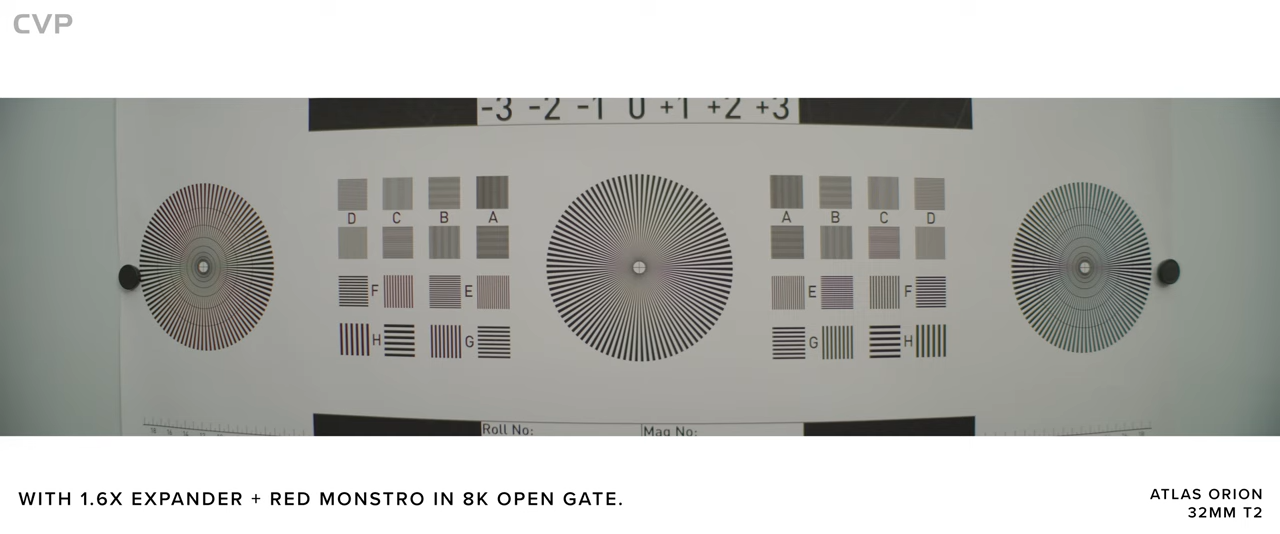 CVP
-3 -2 -1 0 +1 +2 +3
D C B A
A B C D
F E
E F
H G
G H
Roll No: Mag No:
WITH 1.6X EXPANDER + RED MONSTRO IN 8K OPEN GATE.
ATLAS ORION
32MM T2